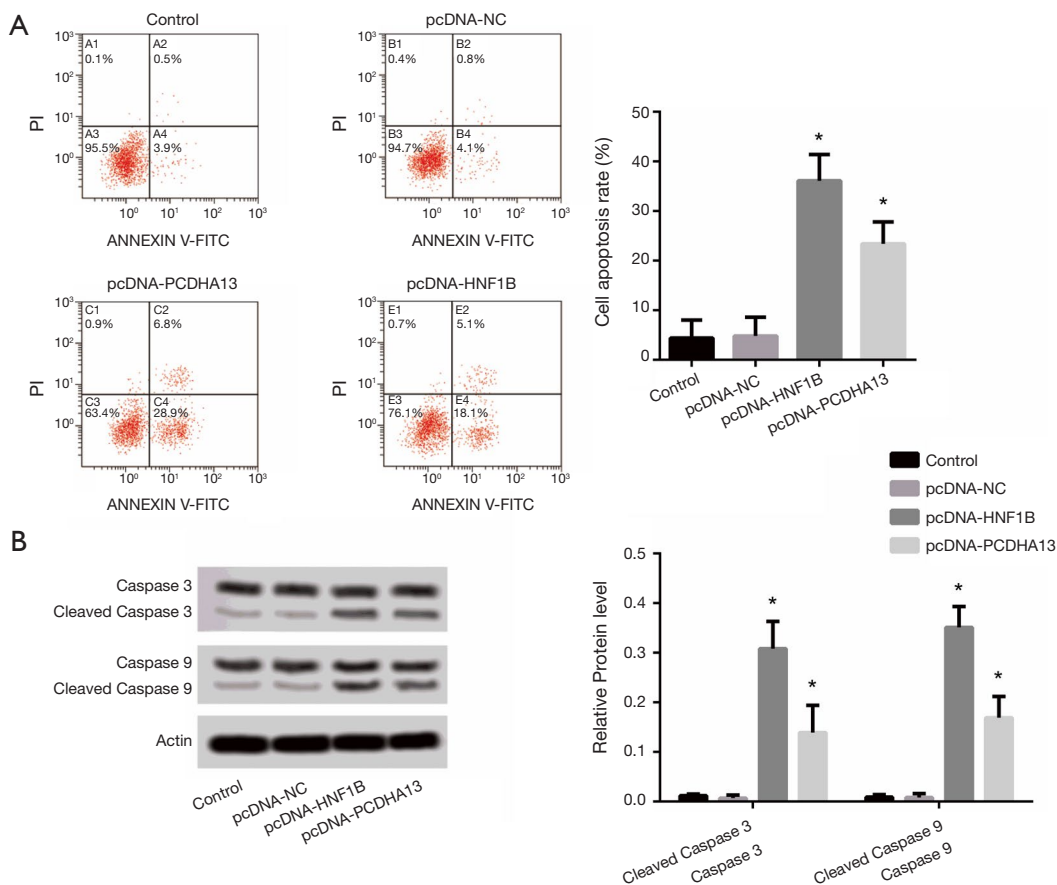 A
Control
10³
10²
10¹
10⁰
PI
A1
0.1%
A2
0.5%
A3
95.5%
A4
3.9%
10⁰ 10¹ 10² 10³
ANNEXIN V-FITC
pcDNA-NC
10³
10²
10¹
10⁰
PI
B1
0.4%
B2
0.8%
B3
94.7%
B4
4.1%
10⁰ 10¹ 10² 10³
ANNEXIN V-FITC
pcDNA-PCDHA13
10³
10²
10¹
10⁰
PI
C1
0.9%
C2
6.8%
C3
63.4%
C4
28.9%
10⁰ 10¹ 10² 10³
ANNEXIN V-FITC
pcDNA-HNF1B
10³
10²
10¹
10⁰
PI
E1
0.7%
E2
5.1%
E3
76.1%
E4
18.1%
10⁰ 10¹ 10² 10³
ANNEXIN V-FITC
Cell apoptosis rate (%)
50
40
30
20
10
0
*
*
Control
pcDNA-NC
pcDNA-HNF1B
pcDNA-PCDHA13
B
Caspase 3
Cleaved Caspase 3
Caspase 9
Cleaved Caspase 9
Actin
Control
pcDNA-NC
pcDNA-HNF1B
pcDNA-PCDHA13
Control
pcDNA-NC
pcDNA-HNF1B
pcDNA-PCDHA13
Relative Protein level
0.5
0.4
0.3
0.2
0.1
0.0
*
*
*
*
Cleaved Caspase 3
Caspase 3
Cleaved Caspase 9
Caspase 9